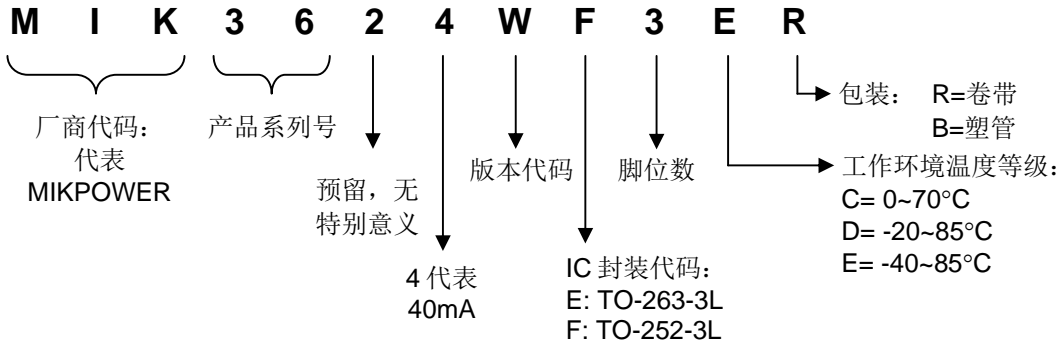 M I K 3 6 2 4 W F 3 E R
厂商代码：
代表
MIKPOWER
产品系列号
预留，无
特别意义
4 代表
40mA
版本代码
IC 封装代码：
E: TO-263-3L
F: TO-252-3L
脚位数
包装： R=卷带
B=塑管
工作环境温度等级：
C= 0~70°C
D= -20~85°C
E= -40~85°C